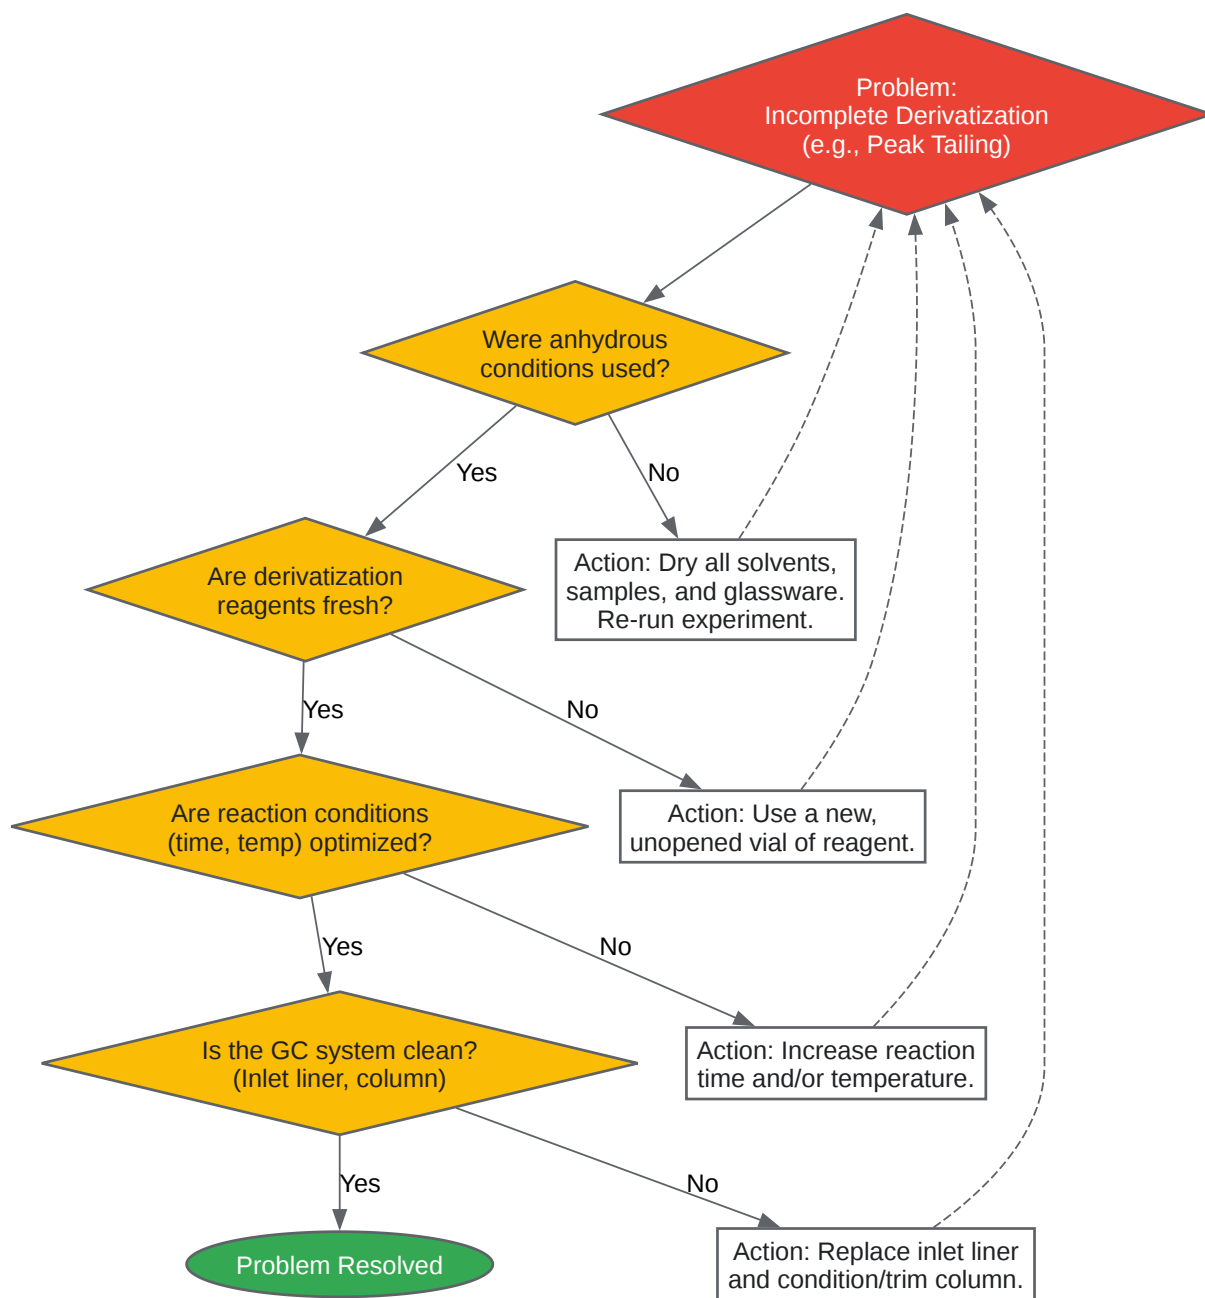 Problem:
Incomplete Derivatization
(e.g., Peak Tailing)
Were anhydrous
conditions used?
Yes
No
Are derivatization
reagents fresh?
Action: Dry all solvents,
samples, and glassware.
Re-run experiment.
Yes
No
Are reaction conditions
(time, temp) optimized?
Action: Use a new,
unopened vial of reagent.
Yes
No
Is the GC system clean?
(Inlet liner, column)
Action: Increase reaction
time and/or temperature.
Yes
No
Problem Resolved
Action: Replace inlet liner
and condition/trim column.